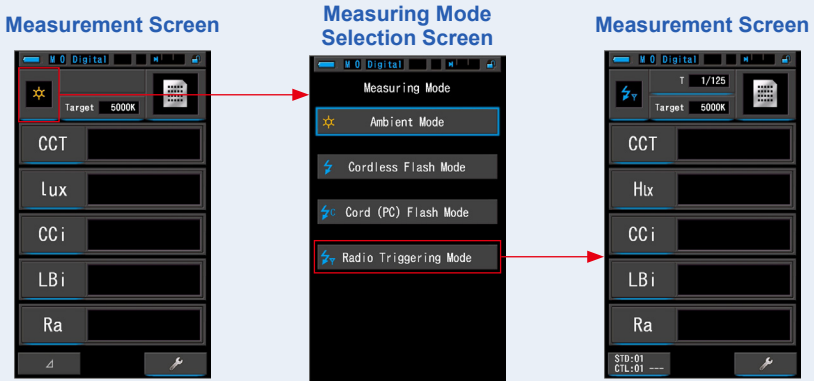 Measurement Screen
M 0 Digital
Target 5000K
CCT
lux
CCi
LBi
Ra
Measuring Mode
Selection Screen
M 0 Digital
Measuring Mode
Ambient Mode
Cordless Flash Mode
C Cord (PC) Flash Mode
Radio Triggering Mode
Measurement Screen
M 0 Digital
T 1/125
Target 5000K
CCT
Hlx
CCi
LBi
Ra
STD:01
CTL:01 ---